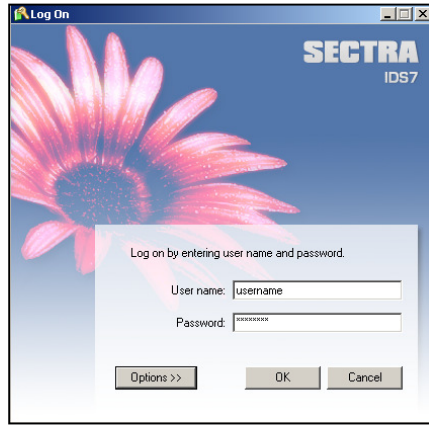 Log On
SECTRA
IDS7
Log on by entering user name and password.
User name: username
Password: ××××××××
Options >> OK Cancel